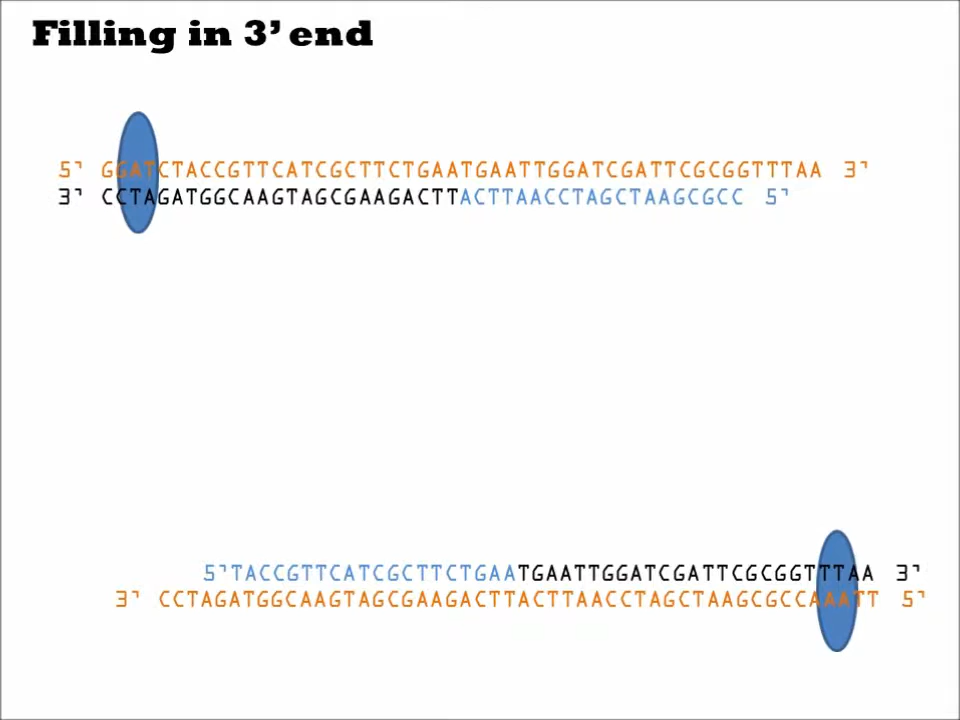 Filling in 3' end
5' GGATCTACCGTTCATCGCTTCTGAATGAATTGGATCGATTCGCGGTTTAA 3'
3' CCTAGATGGCAAGTAGCGAAGACTTACTTAACCTAGCTAAGCGCC 5'
5'TACCGTTCATCGCTTCTGAATGAATTGGATCGATTCGCGGTTTAA 3'
3' CCTAGATGGCAAGTAGCGAAGACTTACTTAACCTAGCTAAGCGCCAAATT 5'